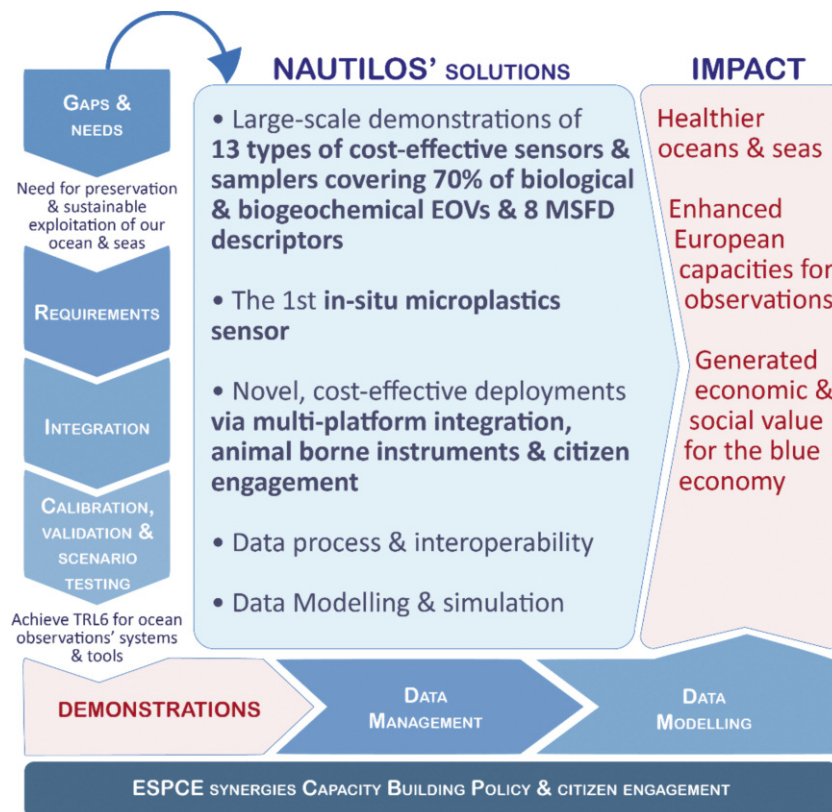 NAUTILOS' SOLUTIONS
IMPACT
GAPS &
NEEDS
Need for preservation
& sustainable
exploitation of our
ocean & seas
REQUIREMENTS
INTEGRATION
CALIBRATION,
VALIDATION &
SCENARIO
TESTING
Achieve TRL6 for ocean
observations' systems
& tools
• Large-scale demonstrations of
13 types of cost-effective sensors &
samplers covering 70% of biological
& biogeochemical EOVs & 8 MSFD
descriptors
• The 1st in-situ microplastics
sensor
• Novel, cost-effective deployments
via multi-platform integration,
animal borne instruments & citizen
engagement
• Data process & interoperability
• Data Modelling & simulation
Healthier
oceans & seas
Enhanced
European
capacities for
observations
Generated
economic &
social value
for the blue
economy
DEMONSTRATIONS
DATA
MANAGEMENT
DATA
MODELLING
ESPCE SYNERGIES CAPACITY BUILDING POLICY & CITIZEN ENGAGEMENT